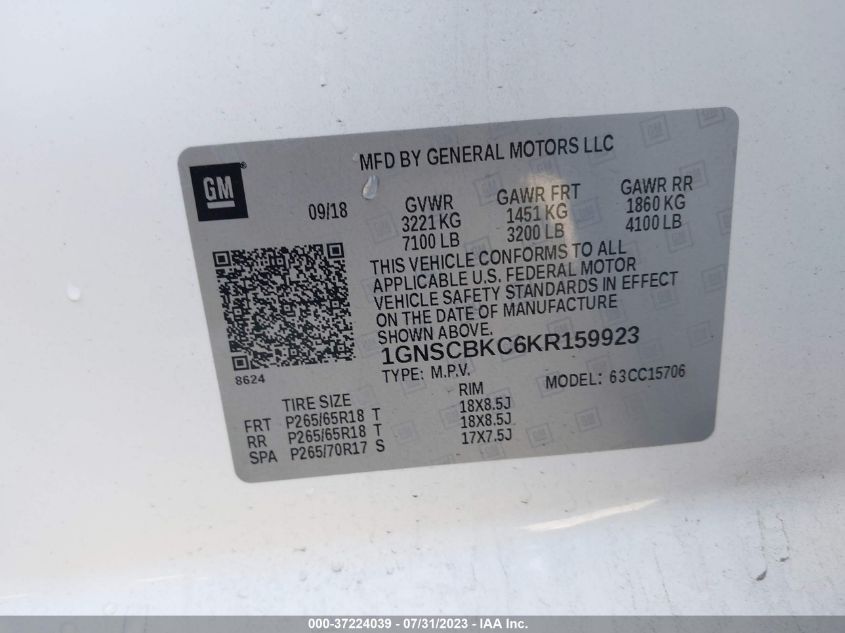 MFD BY GENERAL MOTORS LLC
GM®
09/18
GVWR GAWR FRT GAWR RR
3221 KG 1451 KG 1860 KG
7100 LB 3200 LB 4100 LB
THIS VEHICLE CONFORMS TO ALL
APPLICABLE U.S. FEDERAL MOTOR
VEHICLE SAFETY STANDARDS IN EFFECT
ON THE DATE OF MANUFACTURE
SHOWN ABOVE.
1GNSCBKC6KR159923
8624
TYPE: M.P.V. MODEL: 63CC15706
TIRE SIZE RIM
FRT P265/65R18 T 18X8.5J
RR P265/65R18 T 18X8.5J
SPA P265/70R17 S 17X7.5J
000-37224039 - 07/31/2023 - IAA Inc.